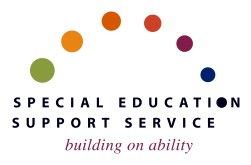 SPECIAL EDUCATION
SUPPORT SERVICE
building on ability